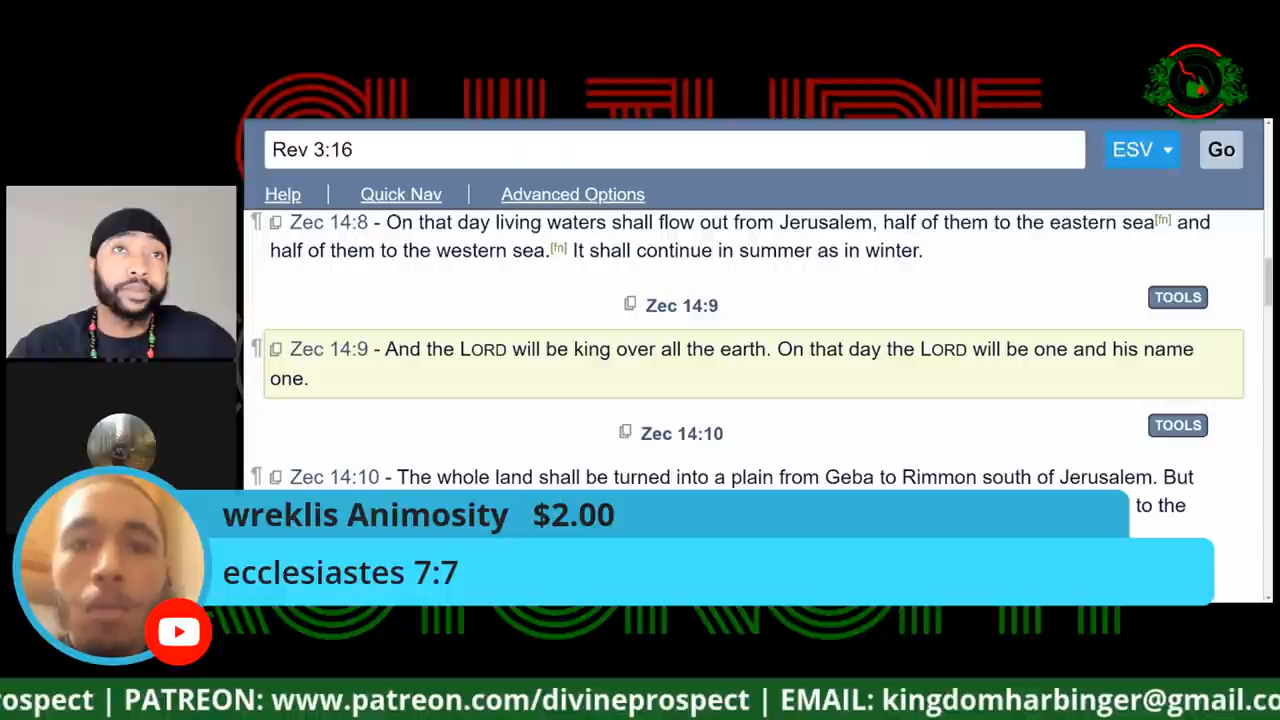 Rev 3:16
ESV
Go
Help | Quick Nav | Advanced Options
¶ Zec 14:8 - On that day living waters shall flow out from Jerusalem, half of them to the eastern sea[fn] and
half of them to the western sea.[fn] It shall continue in summer as in winter.
Zec 14:9
TOOLS
¶ Zec 14:9 - And the LORD will be king over all the earth. On that day the LORD will be one and his name
one.
Zec 14:10
TOOLS
¶ Zec 14:10 - The whole land shall be turned into a plain from Geba to Rimmon south of Jerusalem. But
to the
wreklis Animosity $2.00
ecclesiastes 7:7
rospect | PATREON: www.patreon.com/divineprospect | EMAIL: kingdomharbinger@gmail.co